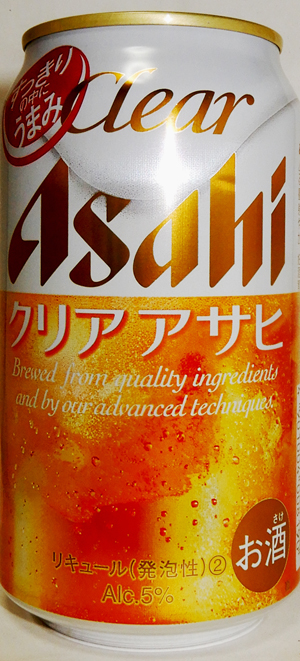 すっきり
の中に
うまみ
Clear
Asahi
クリア アサヒ
Brewed from quality ingredients
and by our advanced techniques.
さけ
お酒
リキュール(発泡性)②
Alc.5%